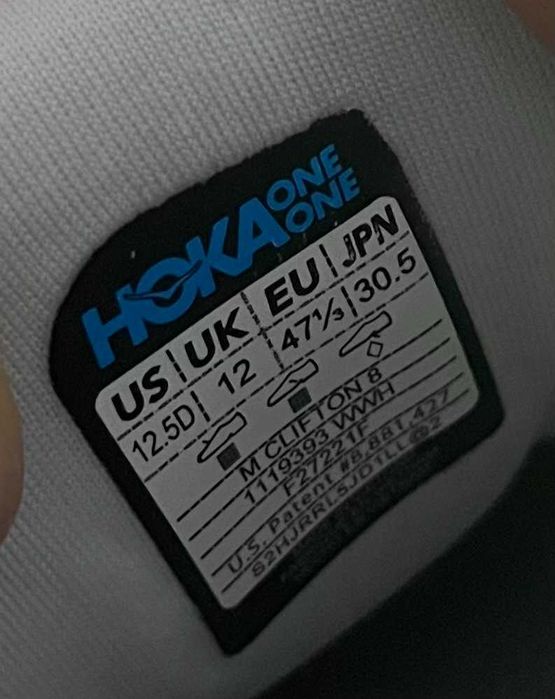 HOKA ONE ONE
US | UK | EU | JPN
12.5D | 12 | 47⅓ | 30.5
M CLIFTON 8
1119393 WWH
F27221F
U.S. Patent #8,881,427
S2HJRRLSJD1LL@2